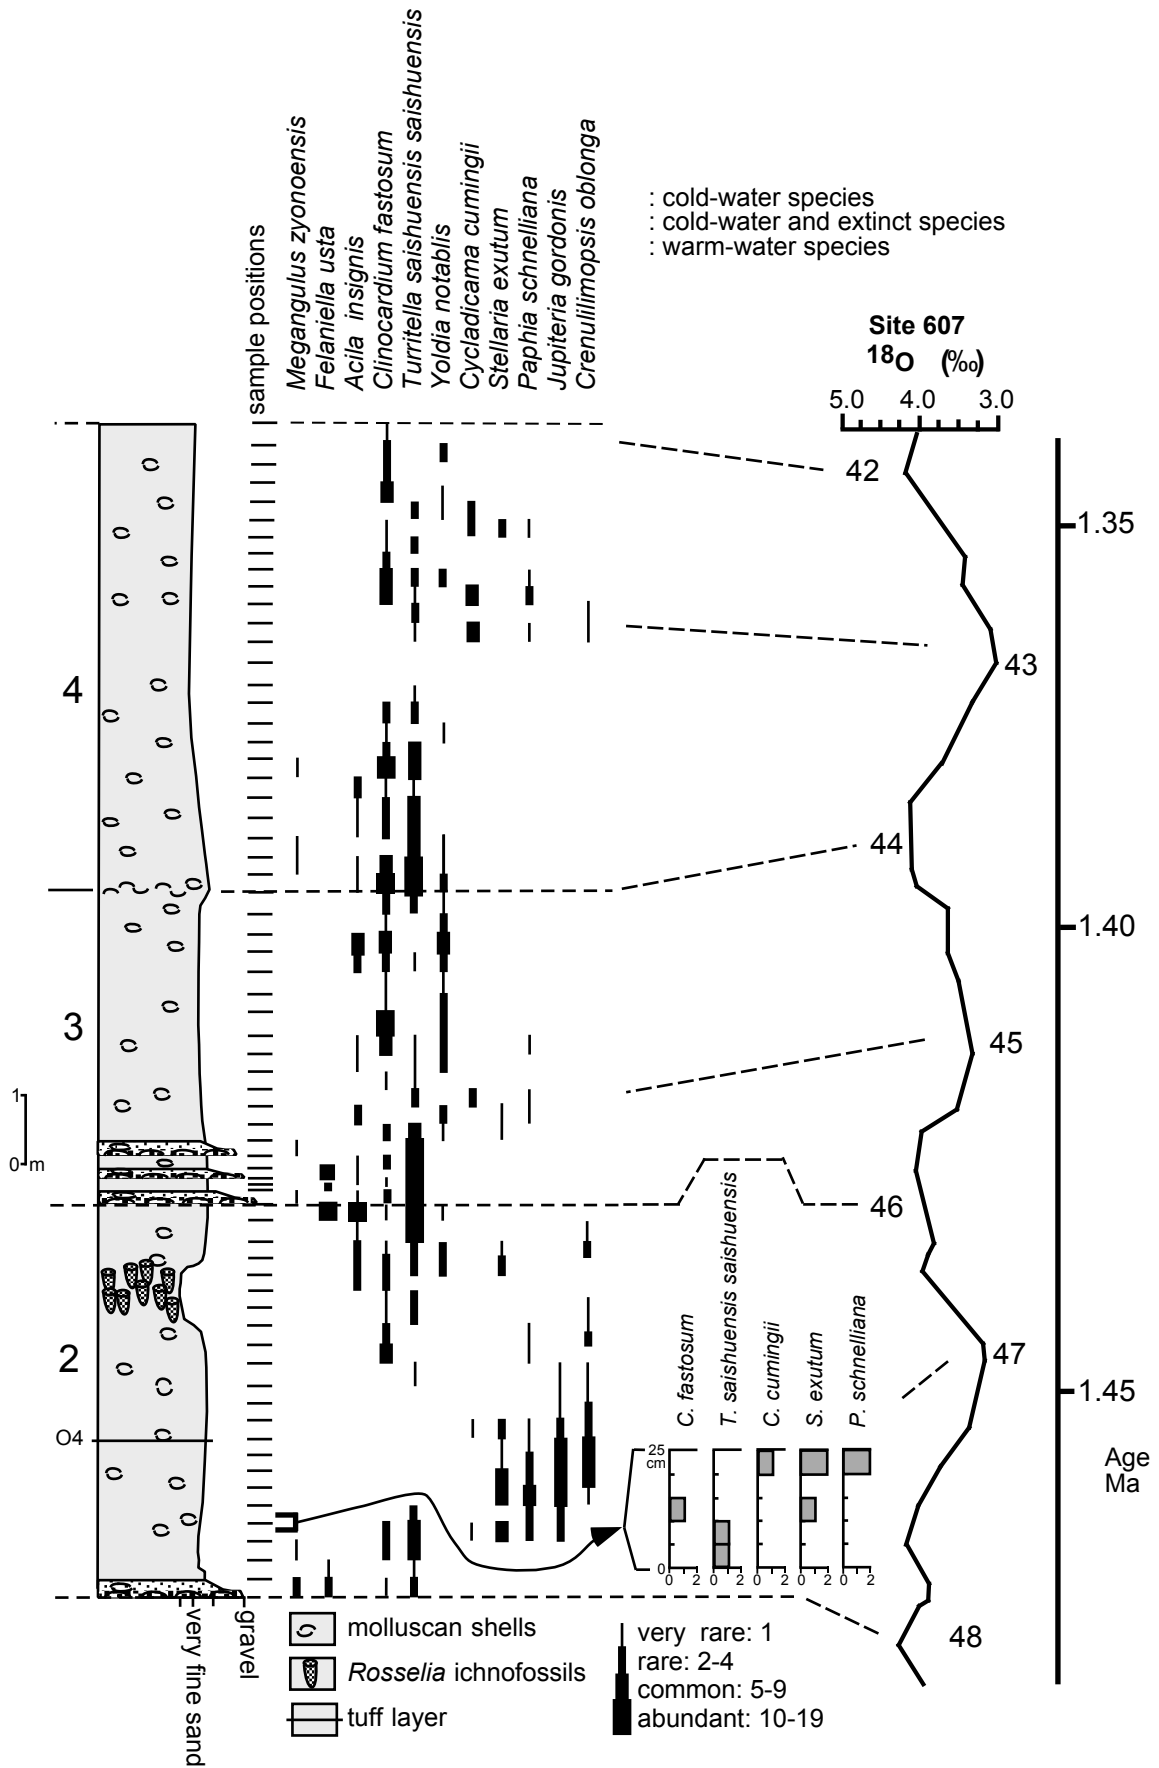 sample positions
Megangulus zyonoensis
Felaniella usta
Acila insignis
Clinocardium fastosum
Turritella saishuensis saishuensis
Yoldia notablis
Cycladicama cumingii
Stellaria exutum
Paphia schnelliana
Jupiteria gordonis
Crenulilimopsis oblonga
: cold-water species
: cold-water and extinct species
: warm-water species
Site 607
18O (‰)
5.0 4.0 3.0
42
1.35
43
4
44
1.40
3
45
1
0 m
46
2
47
1.45
O4
C. fastosum
T. saishuensis saishuensis
C. cumingii
S. exutum
P. schnelliana
25
cm
0
0 2 0 2 0 2 0 2 0 2
Age
Ma
48
very fine sand
gravel
molluscan shells
Rosselia ichnofossils
tuff layer
very rare: 1
rare: 2-4
common: 5-9
abundant: 10-19